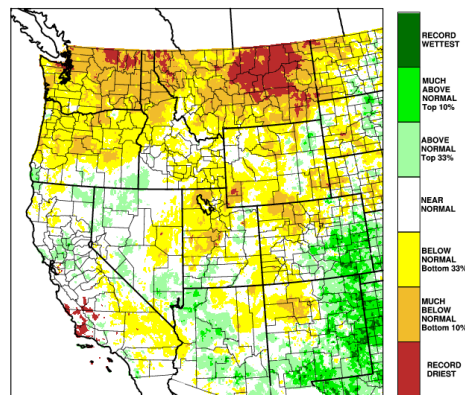 RECORD
WETTEST
MUCH
ABOVE
NORMAL
Top 10%
ABOVE
NORMAL
Top 33%
NEAR
NORMAL
BELOW
NORMAL
Bottom 33%
MUCH
BELOW
NORMAL
Bottom 10%
RECORD
DRIEST